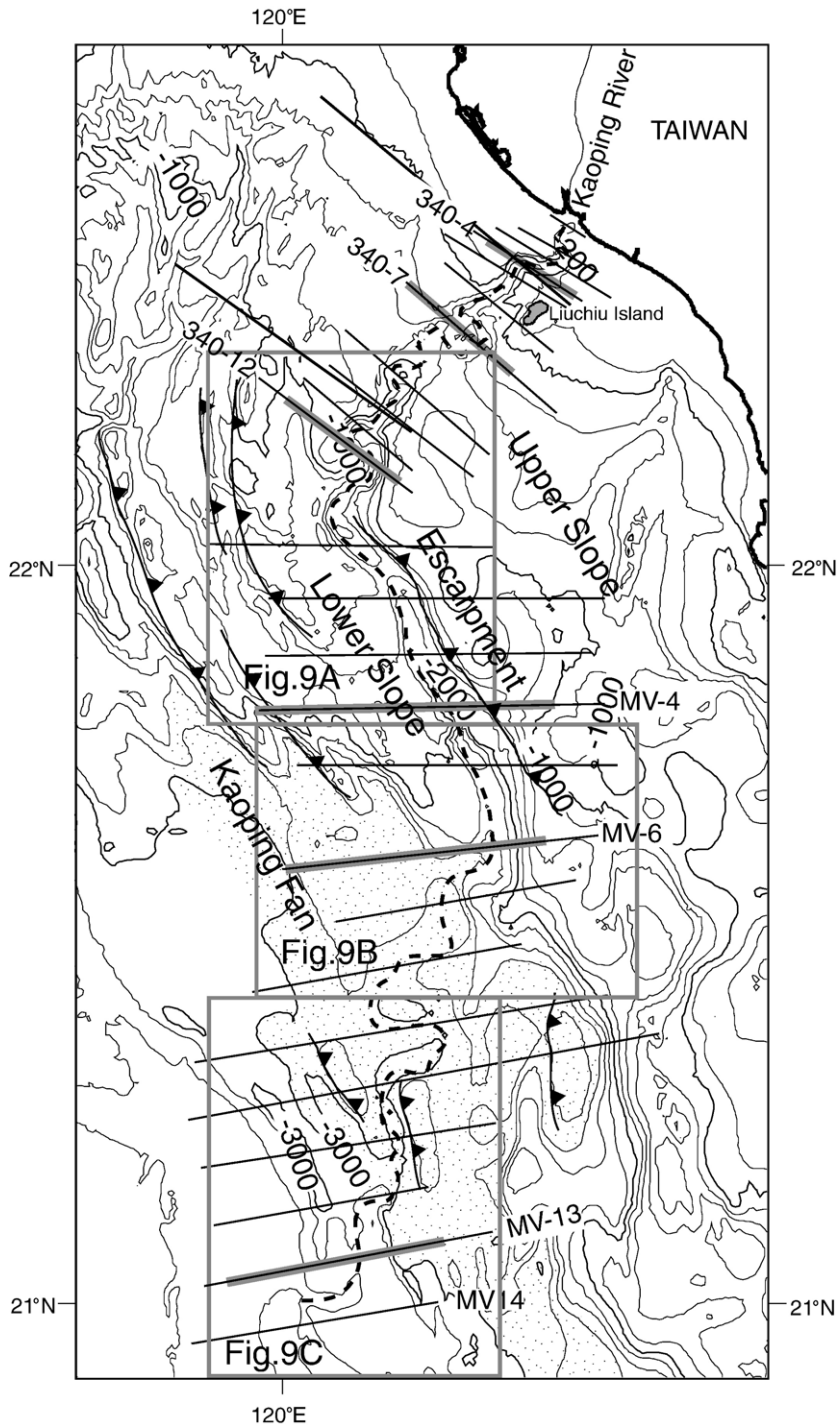 120°E
Kaoping River
TAIWAN
-1000
340-4
-200
340-7
Liuchiu Island
340-12
-1000
Upper Slope
22°N
22°N
Escarpment
Lower Slope
Fig.9A
-2000
MV-4
-1000
-1000
Kaoping Fan
MV-6
Fig.9B
-3000
-3000
MV-13
MV14
21°N
21°N
Fig.9C
120°E